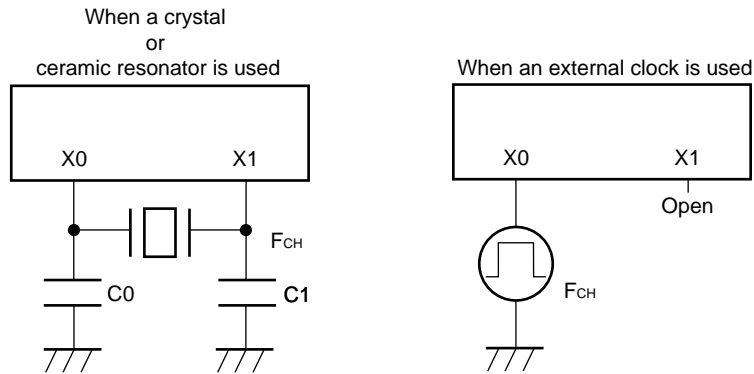 When a crystal
or
ceramic resonator is used
X0 X1
FCH
C0 C1
When an external clock is used
X0 X1
Open
FCH